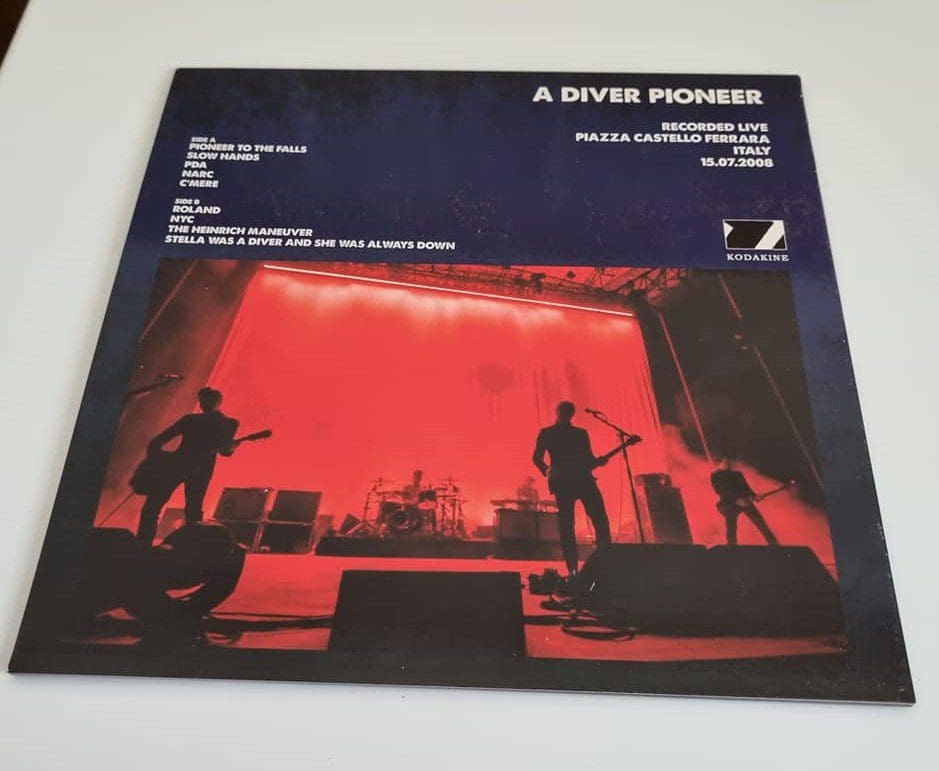 A DIVER PIONEER
RECORDED LIVE
PIAZZA CASTELLO FERRARA
ITALY
15.07.2008
SIDE A
PIONEER TO THE FALLS
SLOW HANDS
PDA
NARC
C'MERE
SIDE B
ROLAND
NYC
THE HEINRICH MANEUVER
STELLA WAS A DIVER AND SHE WAS ALWAYS DOWN
KODAKINE